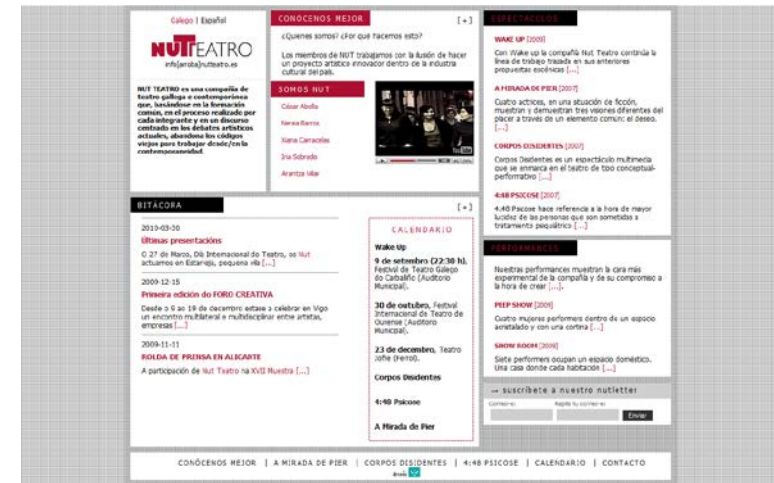 Galego | Español
NUTTEATRO
info[arroba]nutteatro.es
NUT TEATRO es una compañía de
teatro gallega e contemporánea
que, basándose en la formación
común, en el proceso realizado por
cada integrante y en un discurso
centrado en los debates artísticos
actuales, abandona los códigos
viejos para trabajar desde/en la
contemporaneidad.
CONÓCENOS MEJOR
[+]
¿Quienes somos? ¿Por qué hacemos esto?
Los miembros de NUT trabajamos con la ilusión de hacer
un proyecto artístico innovador dentro de la industria
cultural del país.
SOMOS NUT
César Abella
Nerea Barros
Xiana Carracelas
Iria Sobrado
Arantza Vilar
YouTube
ESPECTÁCULOS
WAKE UP [2009]
Con Wake up la compañía Nut Teatro continúa la
línea de trabajo trazada en sus anteriores
propuestas escénicas [...]
A MIRADA DE PIER [2007]
Cuatro actrices, en una situación de ficción,
muestran y demuestran tres visiones diferentes del
placer a través de un elemento común: el deseo.
[...]
CORPOS DISIDENTES [2007]
Corpos Disidentes es un espectáculo multimedia
que se enmarca en el teatro de tipo conceptual-
performativo [...]
4:48 PSICOSE [2007]
4.48 Psicose hace referencia a la hora de mayor
lucidez de las personas que son sometidas a
tratamiento psiquiátrico [...]
BITÁCORA
[+]
2010-03-30
Últimas presentacións
O 27 de Marzo, Día Internacional do Teatro, os Nut
actuamos en Estarreja, pequena vila [...]
2009-12-15
Primeira edición do FORO CREATIVA
Desde o 9 ao 19 de decembro estase a celebrar en Vigo
un encontro multilateral e multidisciplinar entre artistas,
empresas [...]
2009-11-11
ROLDA DE PRENSA EN ALICANTE
A participación de Nut Teatro na XVII Muestra [...]
CALENDARIO
Wake Up
9 de setembro (22:30 h),
Festival de Teatro Galego
do Carballiño (Auditorio
Municipal).
30 de outubro, Festival
Internacional de Teatro de
Ourense (Auditorio
Municipal).
23 de decembro, Teatro
Jofre (Ferrol).
Corpos Disidentes
4:48 Psicose
A Mirada de Pier
PERFORMANCES
Nuestras performances muestran la cara más
experimental de la compañía y de su compromiso a
la hora de crear [...].
PEEP SHOW [2009]
Cuatro mujeres performers dentro de un espacio
acristalado y con una cortina [...]
SHOW ROOM [2009]
Siete performers ocupan un espacio doméstico.
Una casa donde cada habitación [...]
→ suscríbete a nuestro nutletter
Correo-e:
Repite tu correo-e:
Enviar
CONÓCENOS MEJOR | A MIRADA DE PIER | CORPOS DISIDENTES | 4:48 PSICOSE | CALENDARIO | CONTACTO